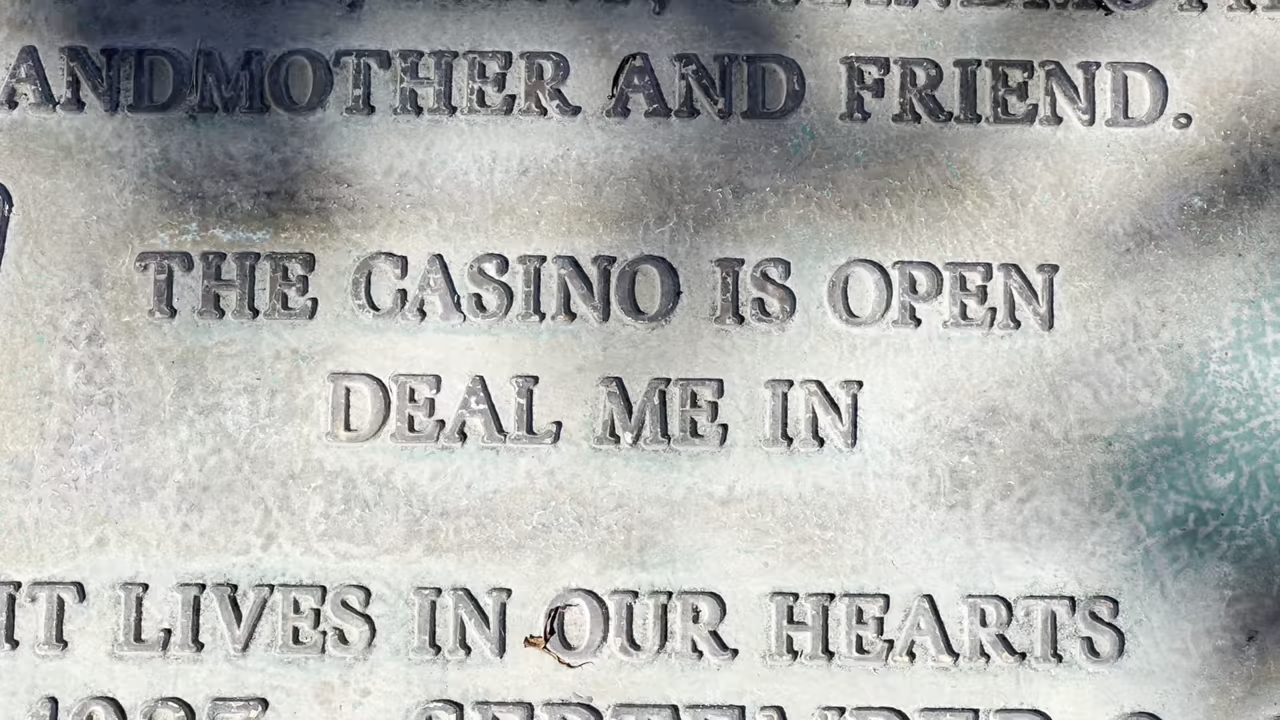 ANDMOTHER AND FRIEND.
THE CASINO IS OPEN
DEAL ME IN
IT LIVES IN OUR HEARTS